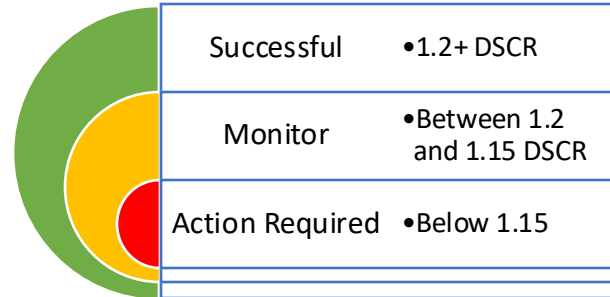 Successful •1.2+ DSCR
Monitor •Between 1.2
and 1.15 DSCR
Action Required •Below 1.15